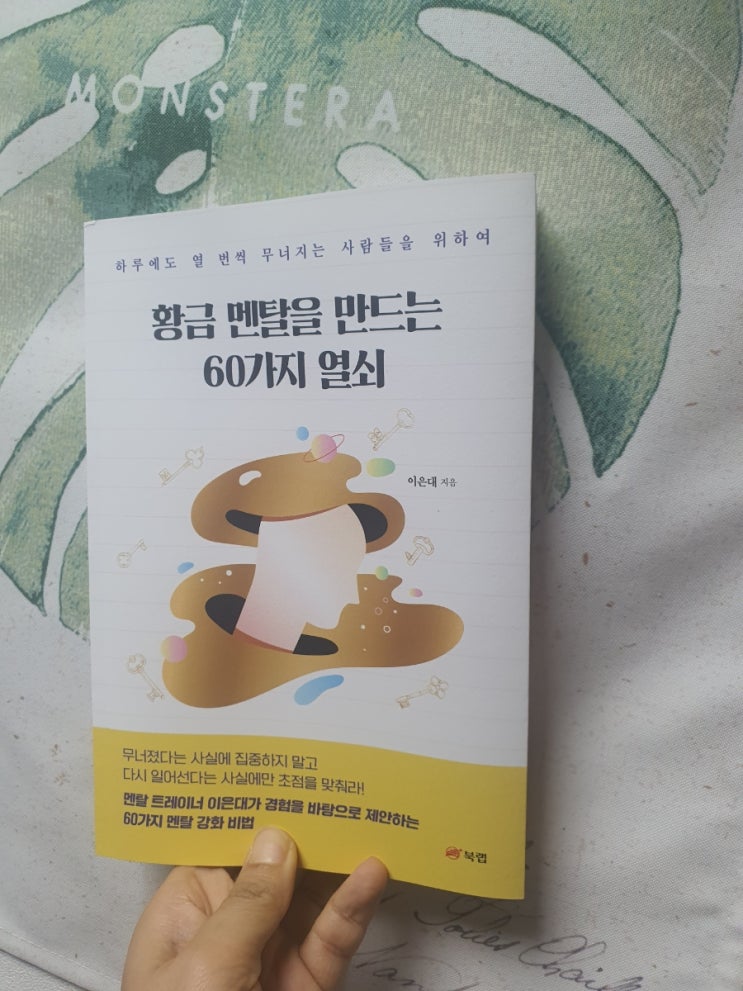 MONSTERA
하루에도 열 번씩 무너지는 사람들을 위하여
황금 멘탈을 만드는
60가지 열쇠
이은대 지음
무너졌다는 사실에 집중하지 말고
다시 일어선다는 사실에만 초점을 맞춰라!
멘탈 트레이너 이은대가 경험을 바탕으로 제안하는
60가지 멘탈 강화 비법
북랩